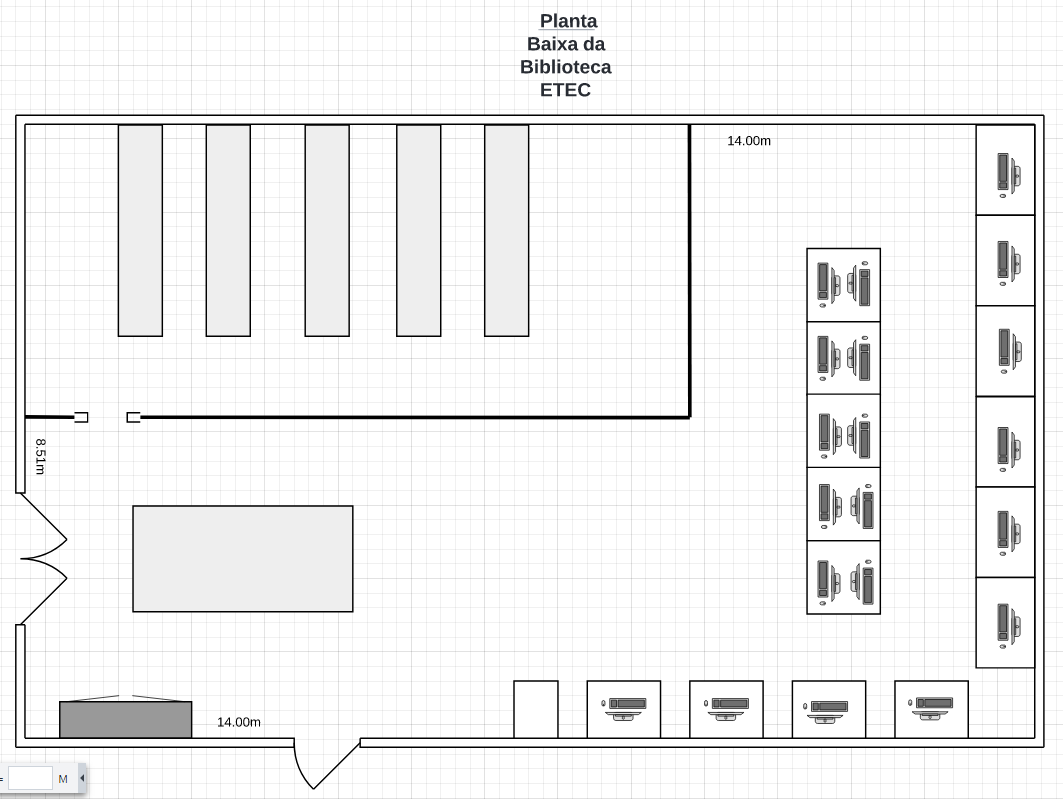 Planta
Baixa da
Biblioteca
ETEC
14.00m
8.51m
14.00m
= M